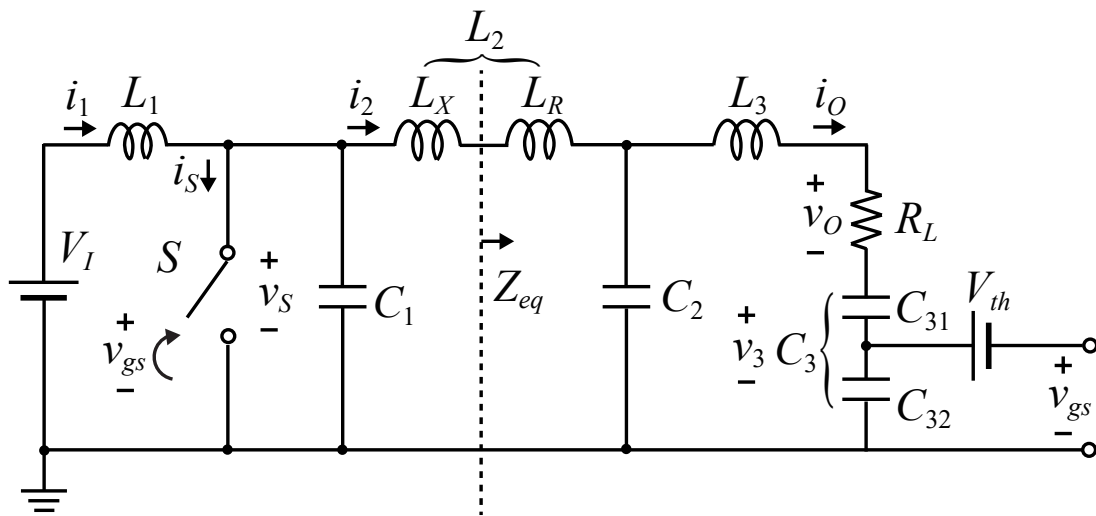 L2
i1 L1 i2 LX LR L3 iO
iS
+ vO − RL
VI S + vS − C1 Zeq C2 C31 Vth
+ vgs − + v3 − C3
C32 + vgs −